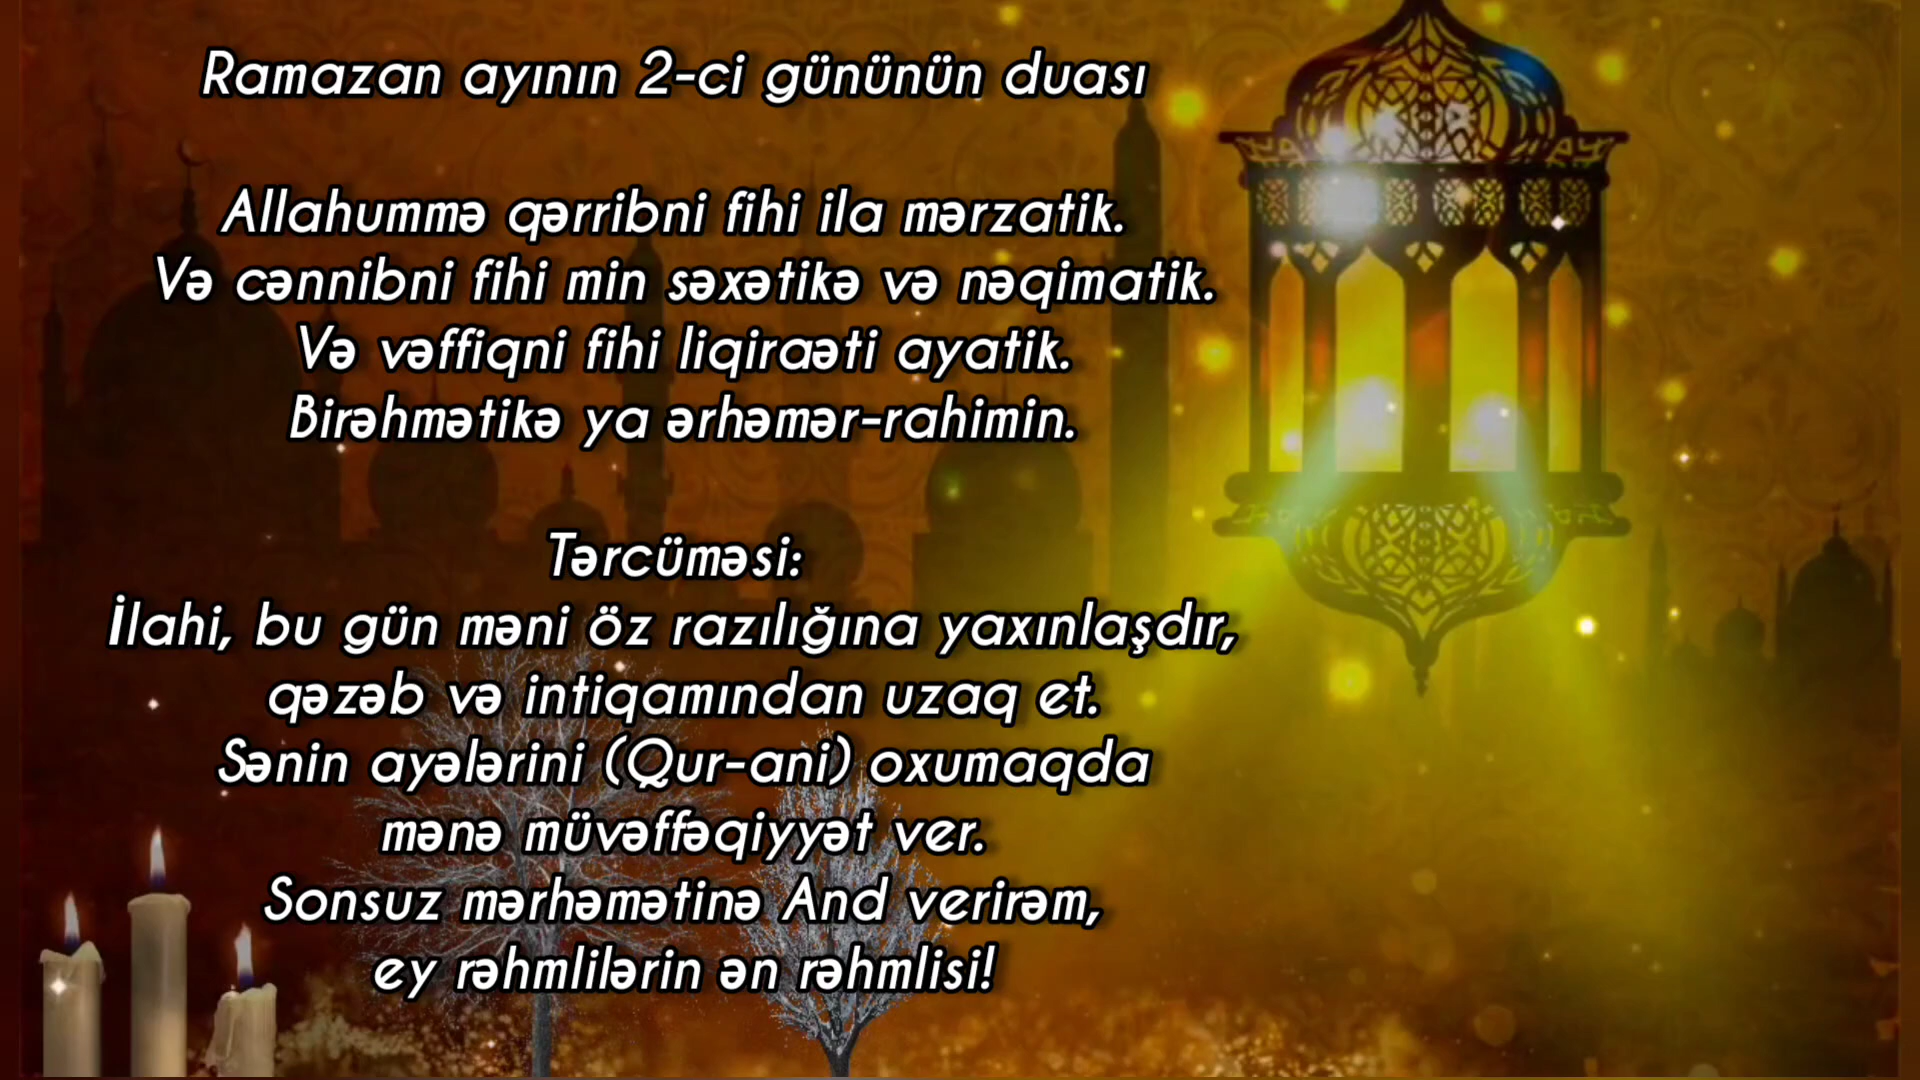 Ramazan ayının 2-ci gününün duası
Allahummə qərribni fihi ila mərzatik.
Və cənnibni fihi min səxətikə və nəqimatik.
Və vəffiqni fihi liqiraəti ayatik.
Birəhmətikə ya ərhəmər-rahimin.
Tərcüməsi:
İlahi, bu gün məni öz razılığına yaxınlaşdır,
qəzəb və intiqamından uzaq et.
Sənin ayələrini (Qur-ani) oxumaqda
mənə müvəffəqiyyət ver.
Sonsuz mərhəmətinə And verirəm,
ey rəhmlilərin ən rəhmlisi!